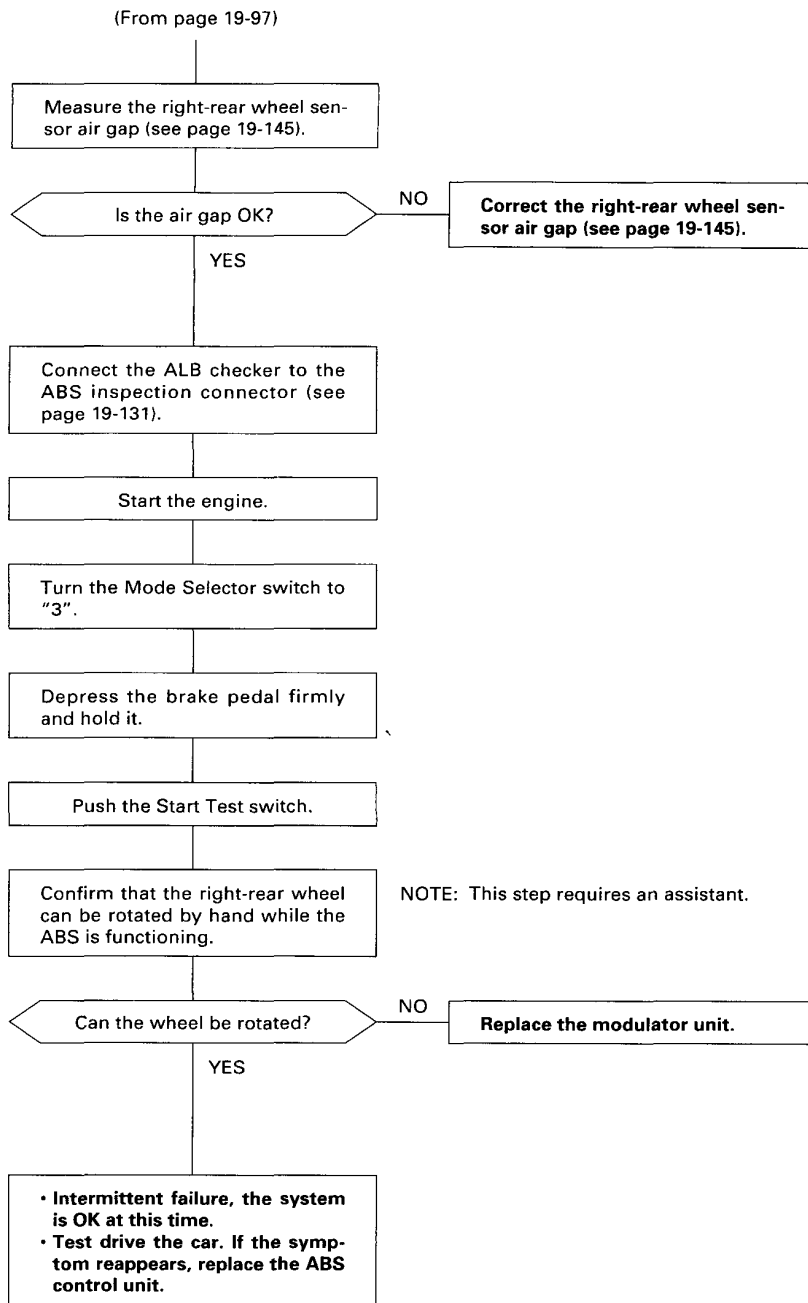 (From page 19-97)
Measure the right-rear wheel sen-
sor air gap (see page 19-145).
Is the air gap OK?
NO
Correct the right-rear wheel sen-
sor air gap (see page 19-145).
YES
Connect the ALB checker to the
ABS inspection connector (see
page 19-131).
Start the engine.
Turn the Mode Selector switch to
"3".
Depress the brake pedal firmly
and hold it.
Push the Start Test switch.
Confirm that the right-rear wheel
can be rotated by hand while the
ABS is functioning.
NOTE: This step requires an assistant.
Can the wheel be rotated?
NO
Replace the modulator unit.
YES
• Intermittent failure, the system
is OK at this time.
• Test drive the car. If the symp-
tom reappears, replace the ABS
control unit.